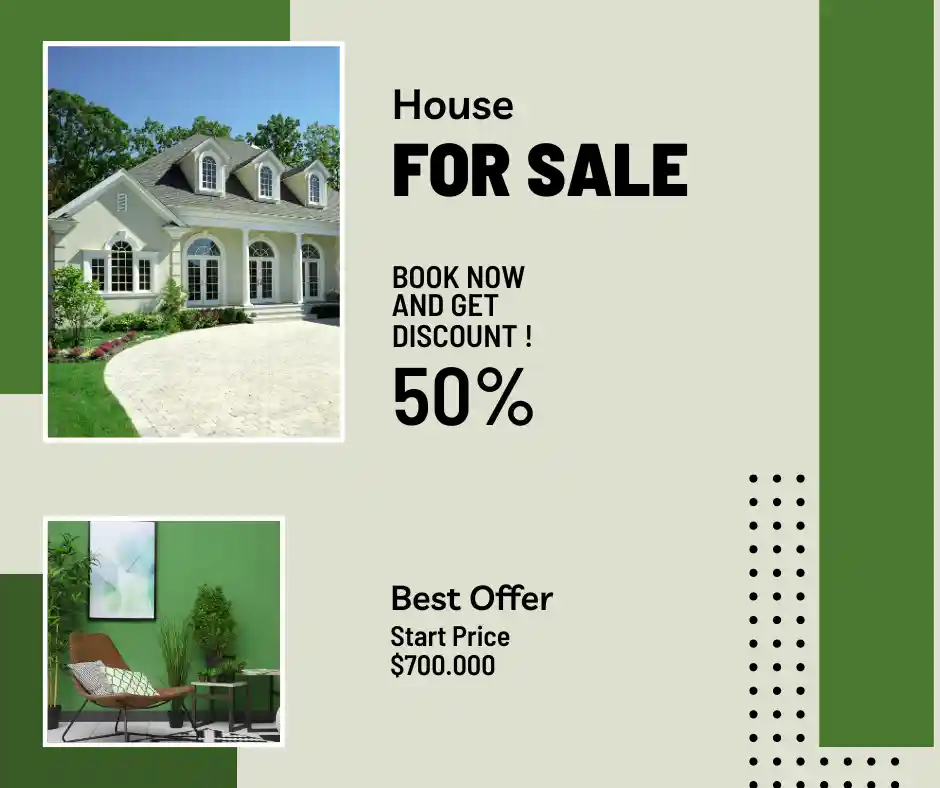 House
FOR SALE
BOOK NOW
AND GET
DISCOUNT !
50%
Best Offer
Start Price
$700.000